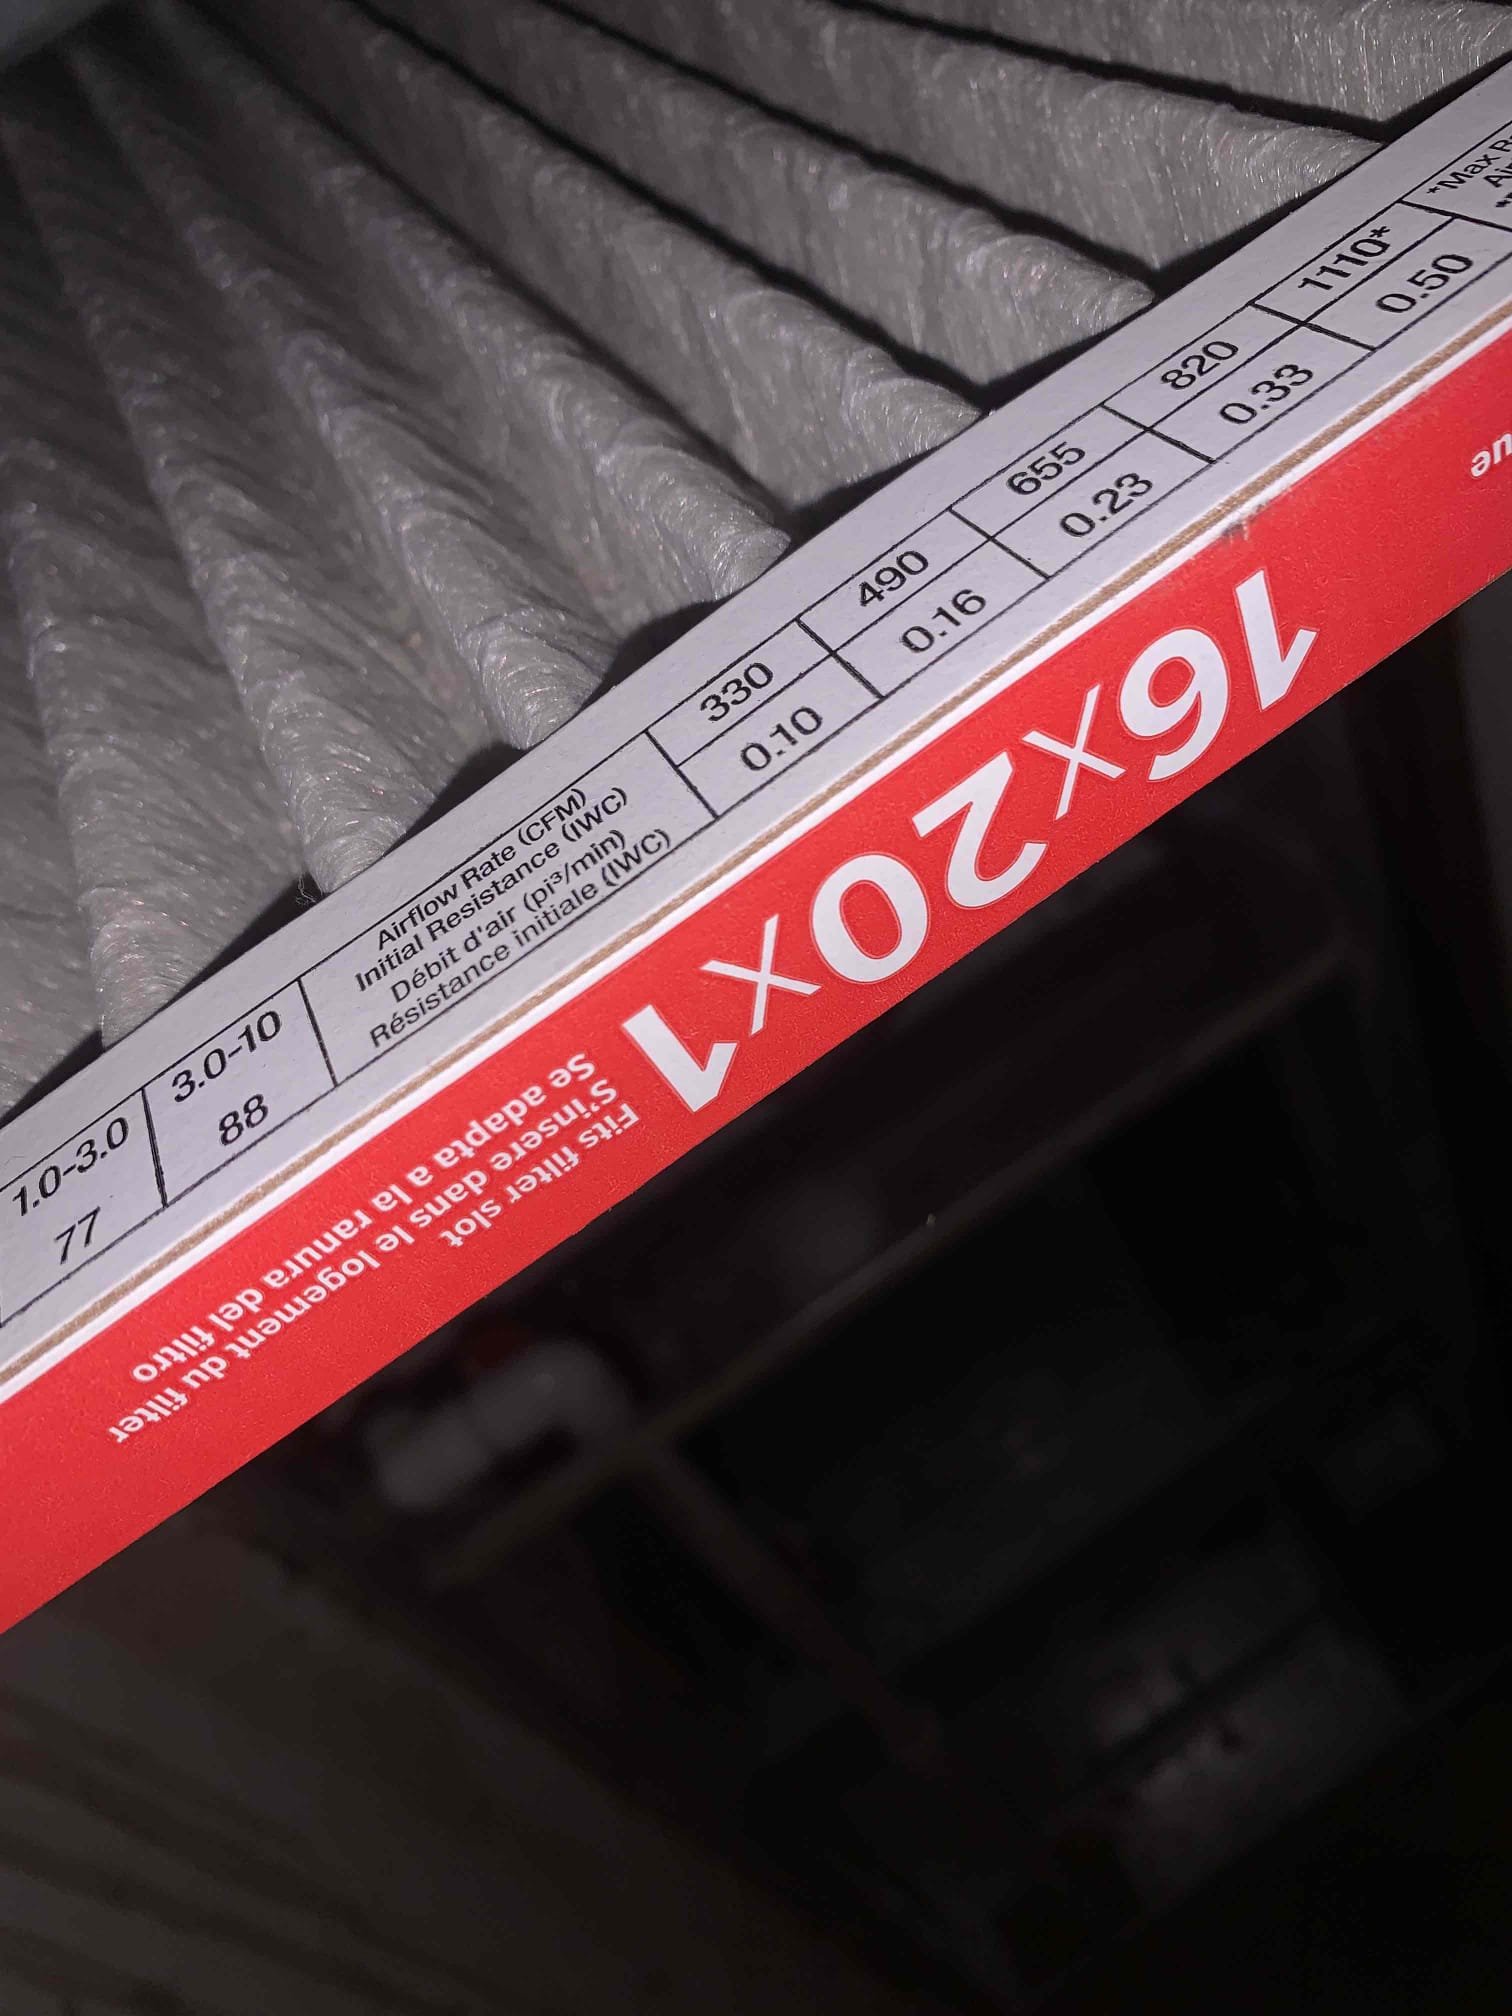 1.0-3.0 3.0-10
77 88
Airflow Rate (CFM)
Initial Resistance (IWC)
Débit d'air (pi³/min)
Résistance initiale (IWC)
330 490 655 820 1110*
0.10 0.16 0.23 0.33 0.50
*Max
16x20x1
Fits filter slot
S'insere dans le logement du filter
Se adapta a la ranura del filtro